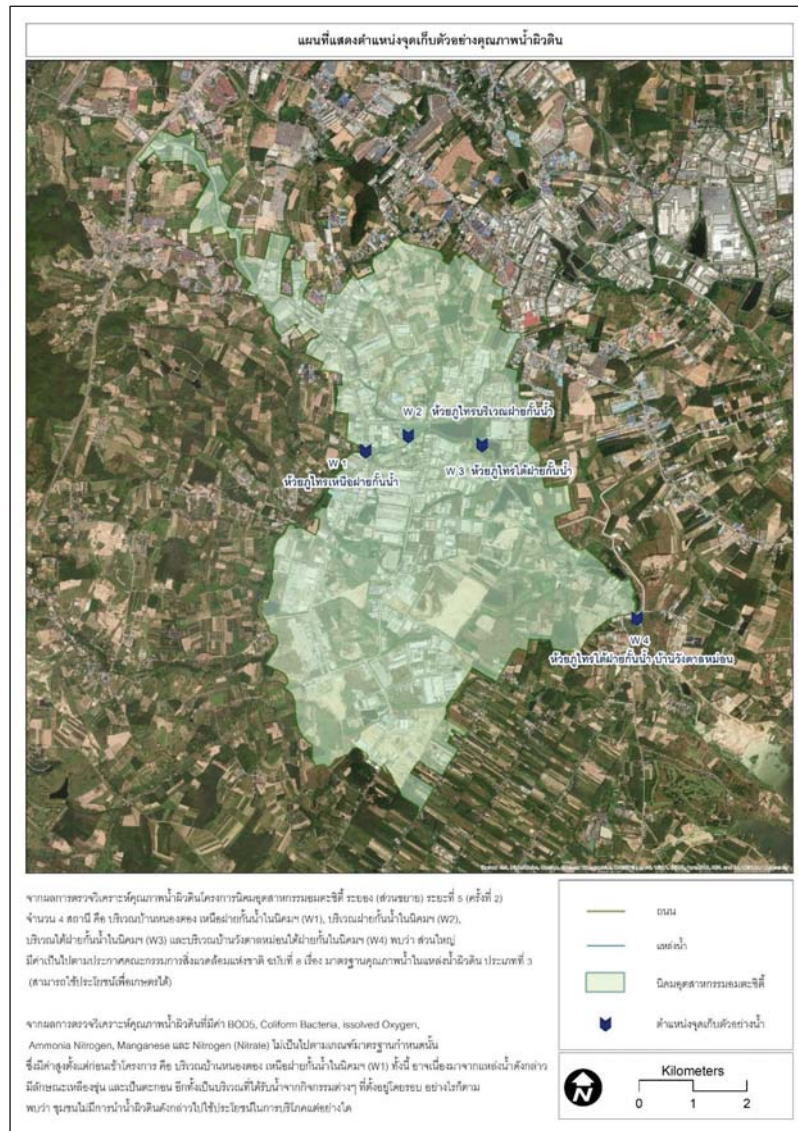 แผนที่แสดงตำแหน่งจุดเก็บตัวอย่างคุณภาพน้ำผิวดิน
W 2 ห้วยภูไทรบริเวณฝายกั้นน้ำ
W 1
ห้วยภูไทรเหนือฝายกั้นน้ำ
W 3 ห้วยภูไทรใต้ฝายกั้นน้ำ
W 4
ห้วยภูไทรใต้ฝายกั้นน้ำ บ้านวังตาลหม่อน
จากผลการตรวจวิเคราะห์คุณภาพน้ำผิวดินโครงการนิคมอุตสาหกรรมอมตะซิตี้ ระยอง (ส่วนขยาย) ระยะที่ 5 (ครั้งที่ 2)
จำนวน 4 สถานี คือ บริเวณบ้านหนองตอง เหนือฝายกั้นน้ำในนิคมฯ (W1), บริเวณฝายกั้นน้ำในนิคมฯ (W2),
บริเวณใต้ฝายกั้นน้ำในนิคมฯ (W3) และบริเวณบ้านวังตาลหม่อนใต้ฝายกั้นในนิคมฯ (W4) พบว่า ส่วนใหญ่
มีค่าเป็นไปตามประกาศคณะกรรมการสิ่งแวดล้อมแห่งชาติ ฉบับที่ 8 เรื่อง มาตรฐานคุณภาพน้ำในแหล่งน้ำผิวดิน ประเภทที่ 3
(สามารถใช้ประโยชน์เพื่อเกษตรได้)
จากผลการตรวจวิเคราะห์คุณภาพน้ำผิวดินที่มีค่า BOD5, Coliform Bacteria, issolved Oxygen,
Ammonia Nitrogen, Manganese และ Nitrogen (Nitrate) ไม่เป็นไปตามเกณฑ์มาตรฐานกำหนดนั้น
ซึ่งมีค่าสูงตั้งแต่ก่อนเข้าโครงการ คือ บริเวณบ้านหนองตอง เหนือฝายกั้นน้ำในนิคมฯ (W1) ทั้งนี้ อาจเนื่องมาจากแหล่งน้ำดังกล่าว
มีลักษณะเหลืองขุ่น และเป็นตะกอน อีกทั้งเป็นบริเวณที่ได้รับน้ำจากกิจกรรมต่างๆ ที่ตั้งอยู่โดยรอบ อย่างไรก็ตาม
พบว่า ชุมชนไม่มีการนำน้ำผิวดินดังกล่าวไปใช้ประโยชน์ในการบริโภคแต่อย่างใด
ถนน
แหล่งน้ำ
นิคมอุตสาหกรรมอมตะซิตี้
ตำแหน่งจุดเก็บตัวอย่างน้ำ
N
Kilometers
0 1 2